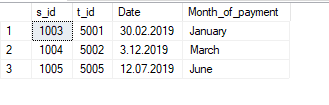 s_id t_id Date Month_of_payment
1 1003 5001 30.02.2019 January
2 1004 5002 3.12.2019 March
3 1005 5005 12.07.2019 June